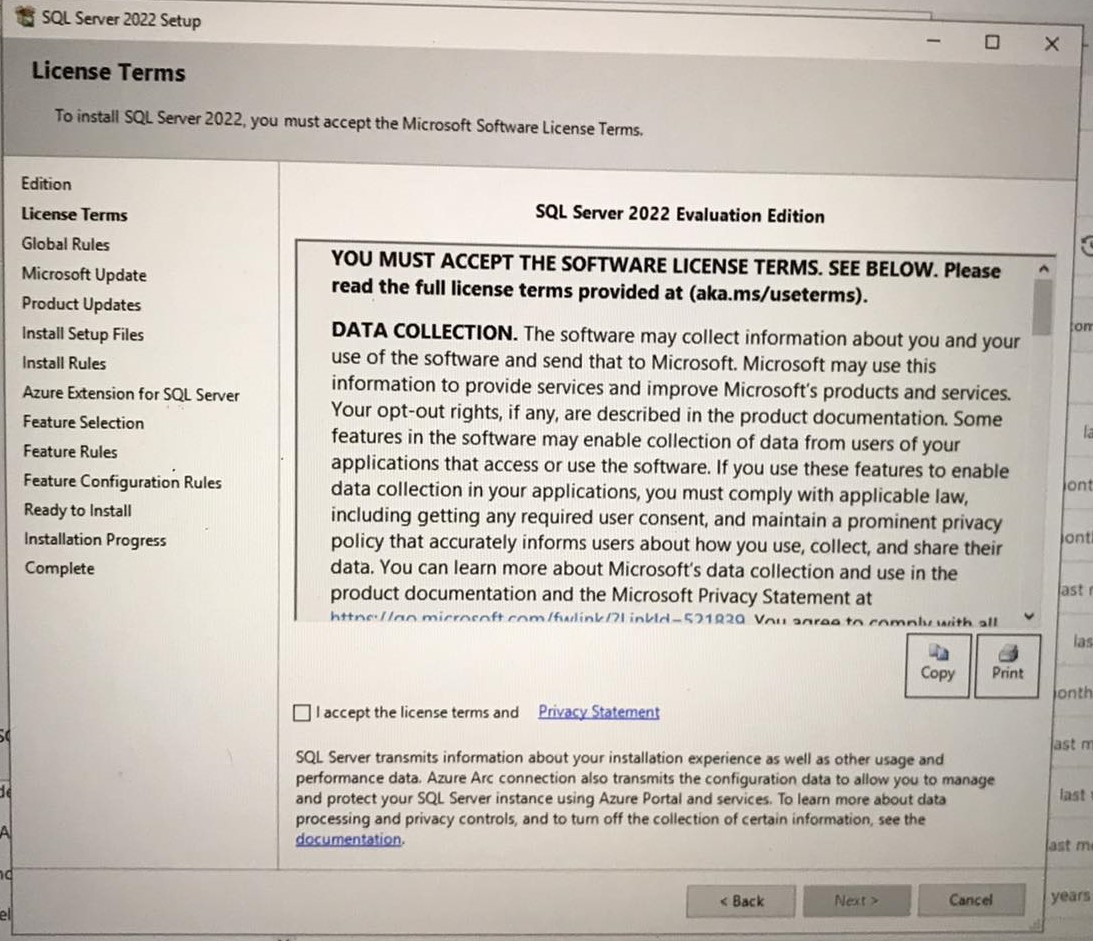 SQL Server 2022 Setup
License Terms
To install SQL Server 2022, you must accept the Microsoft Software License Terms.
Edition
License Terms
Global Rules
Microsoft Update
Product Updates
Install Setup Files
Install Rules
Azure Extension for SQL Server
Feature Selection
Feature Rules
Feature Configuration Rules
Ready to Install
Installation Progress
Complete
SQL Server 2022 Evaluation Edition
YOU MUST ACCEPT THE SOFTWARE LICENSE TERMS. SEE BELOW. Please
read the full license terms provided at (aka.ms/useterms).
DATA COLLECTION. The software may collect information about you and your
use of the software and send that to Microsoft. Microsoft may use this
information to provide services and improve Microsoft's products and services.
Your opt-out rights, if any, are described in the product documentation. Some
features in the software may enable collection of data from users of your
applications that access or use the software. If you use these features to enable
data collection in your applications, you must comply with applicable law,
including getting any required user consent, and maintain a prominent privacy
policy that accurately informs users about how you use, collect, and share their
data. You can learn more about Microsoft's data collection and use in the
product documentation and the Microsoft Privacy Statement at
You agree to comply with all
Copy
Print
I accept the license terms and Privacy Statement
SQL Server transmits information about your installation experience as well as other usage and
performance data. Azure Arc connection also transmits the configuration data to allow you to manage
and protect your SQL Server instance using Azure Portal and services. To learn more about data
processing and privacy controls, and to turn off the collection of certain information, see the
documentation.
< Back
Next >
Cancel
last
years